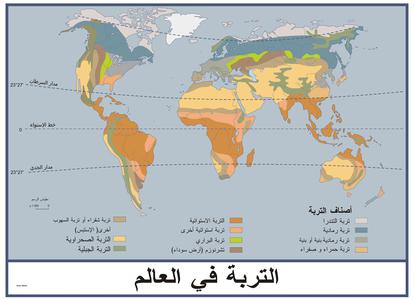 23°27'
مدار السرطان
خط الإستواء
0
مدار الجدي
23°27'
أصناف التربة
تربة التندرا
تربة رمادية
تربة رمادية بنية أو بنية
تربة حمراء و صفراء
التربة الاستوائية
تربة استوائية أخرى
تربة البراري
تشرنوزم (أرض سوداء)
تربة شقراء أو تربة السهوب
أخرى (الإستبس)
التربة الصحراوية
التربة الجبلية
التربة في العالم